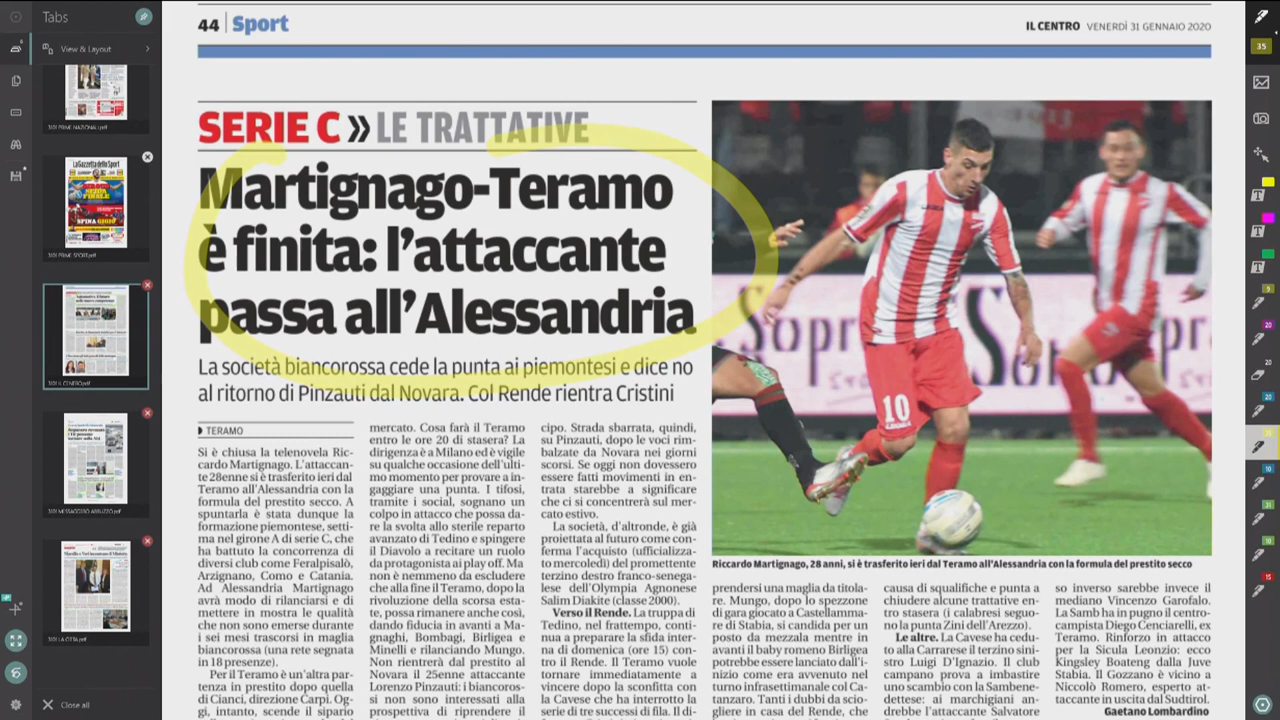 Tabs
View & Layout
3101 PRIME NAZIONALI.pdf
La Gazzetta dello Sport
3101 PRIME SPORT.pdf
3101 IL CENTRO.pdf
3101 MESSAGGERO ABRUZZO.pdf
3101 LA CITTA.pdf
Close all
44 Sport
IL CENTRO VENERDÌ 31 GENNAIO 2020
SERIE C » LE TRATTATIVE
Martignago-Teramo
è finita: l'attaccante
passa all'Alessandria
La società biancorossa cede la punta ai piemontesi e dice no
al ritorno di Pinzauti dal Novara. Col Rende rientra Cristini
TERAMO
Si è chiusa la telenovela Ric-
cardo Martignago. L'attaccan-
te 28enne si è trasferito ieri dal
Teramo all'Alessandria con la
formula del prestito secco. A
spuntarla è stata dunque la
formazione piemontese, setti-
ma nel girone A di serie C, che
ha battuto la concorrenza di
diversi club come Feralpisalò,
Arzignano, Como e Catania.
Ad Alessandria Martignago
avrà modo di rilanciarsi e di
mettere in mostra le qualità
che non sono emerse durante
i sei mesi trascorsi in maglia
biancorossa (una rete segnata
in 18 presenze).
Per il Teramo è un'altra par-
tenza in prestito dopo quella
di Cianci, direzione Carpi. Og-
gi, intanto, scende il sipario
mercato. Cosa farà il Teramo
entro le ore 20 di stasera? La
dirigenza è a Milano ed è vigile
su qualche occasione dell'ulti-
mo momento per provare a in-
gaggiare una punta. I tifosi,
tramite i social, sognano un
colpo in attacco che possa da-
re la svolta allo sterile reparto
avanzato di Tedino e spingere
il Diavolo a recitare un ruolo
da protagonista ai play off. Ma
non è nemmeno da escludere
che alla fine il Teramo, dopo la
rivoluzione della scorsa esta-
te, possa rimanere anche così,
dando fiducia in avanti a Ma-
gnaghi, Bombagi, Birligea e
Minelli e rilanciando Mungo.
Non rientrerà dal prestito al
Novara il 25enne attaccante
Lorenzo Pinzauti: i biancoros-
si non sono interessati alla
prospettiva di riprendere il
cipo. Strada sbarrata, quindi,
su Pinzauti, dopo le voci rim-
balzate da Novara nei giorni
scorsi. Se oggi non dovessero
essere fatti movimenti in en-
trata starebbe a significare
che ci si concentrerà sul mer-
cato estivo.
La società, d'altronde, è già
proiettata al futuro come con-
ferma l'acquisto (ufficializza-
to mercoledì) del promettente
terzino destro franco-senega-
lese dell'Olympia Agnonese
Salim Diakite (classe 2000).
Verso il Rende. La truppa di
Tedino, nel frattempo, conti-
nua a preparare la sfida inter-
na di domenica (ore 15) con-
tro il Rende. Il Teramo vuole
tornare immediatamente a
vincere dopo la sconfitta con
la Cavese che ha interrotto la
serie di tre successi di fila. Il di-
10
Riccardo Martignago, 28 anni, si è trasferito ieri dal Teramo all'Alessandria con la formula del prestito secco
prendersi una maglia da titola-
re. Mungo, dopo lo spezzone
di gara giocato a Castellamma-
re di Stabia, si candida per un
posto da mezzala mentre in
avanti il baby romeno Birligea
potrebbe essere lanciato dall'i-
nizio come era avvenuto nel
turno infrasettimanale col Ca-
tanzaro. Tanti i dubbi da scio-
gliere in casa del Rende, che
causa di squalifiche e punta a
chiudere alcune trattative en-
tro stasera (i calabresi seguo-
no la punta Zini dell'Arezzo).
Le altre. La Cavese ha cedu-
to alla Carrarese il terzino sini-
stro Luigi D'Ignazio. Il club
campano prova a imbastire
uno scambio con la Sambene-
dettese: ai marchigiani an-
drebbe l'attaccante Salvatore
so inverso sarebbe invece il
mediano Vincenzo Garofalo.
La Samb ha in pugno il centro-
campista Diego Cenciarelli, ex
Teramo. Rinforzo in attacco
per la Sicula Leonzio: ecco
Kingsley Boateng dalla Juve
Stabia. Il Gozzano è vicino a
Niccolò Romero, esperto at-
taccante in uscita dal Sudtirol.
Gaetano Lombardino
35